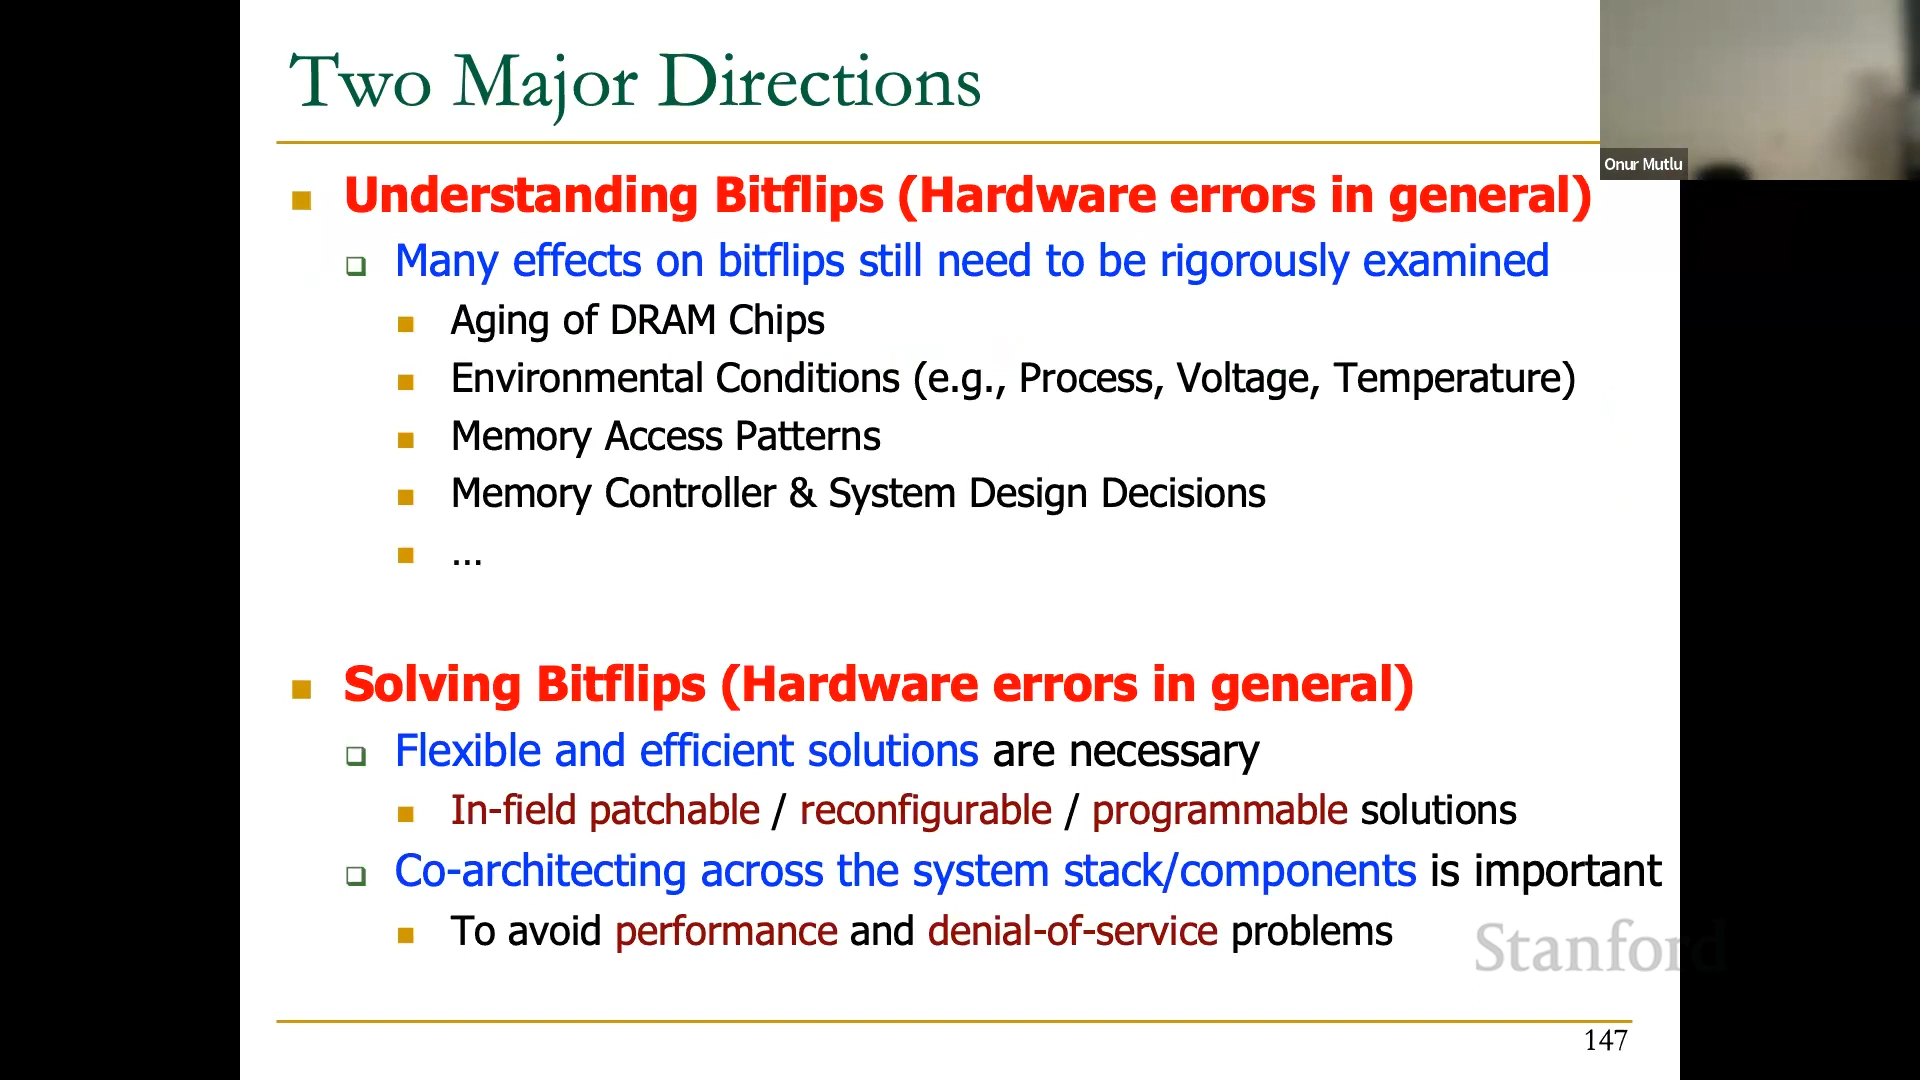 Two Major Directions
Onur Mutlu
Understanding Bitflips (Hardware errors in general)
Many effects on bitflips still need to be rigorously examined
Aging of DRAM Chips
Environmental Conditions (e.g., Process, Voltage, Temperature)
Memory Access Patterns
Memory Controller & System Design Decisions
...
Solving Bitflips (Hardware errors in general)
Flexible and efficient solutions are necessary
In-field patchable / reconfigurable / programmable solutions
Co-architecting across the system stack/components is important
To avoid performance and denial-of-service problems
Stanford
147